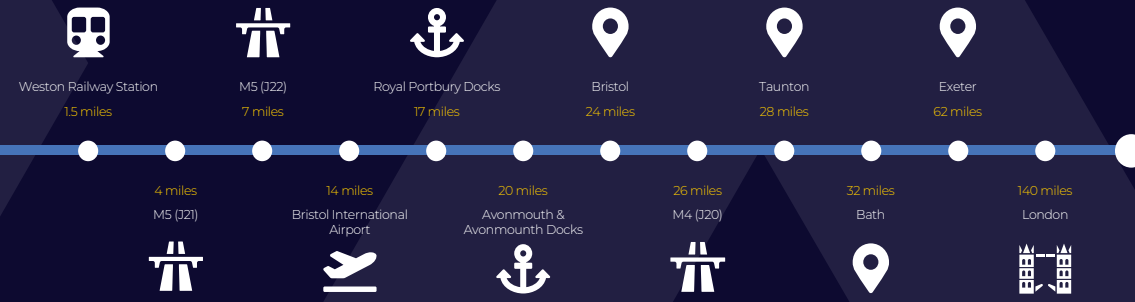 Weston Railway Station
1.5 miles
M5 (J22)
7 miles
Royal Portbury Docks
17 miles
Bristol
24 miles
Taunton
28 miles
Exeter
62 miles
4 miles
M5 (J21)
14 miles
Bristol International
Airport
20 miles
Avonmouth &
Avonmounth Docks
26 miles
M4 (J20)
32 miles
Bath
140 miles
London